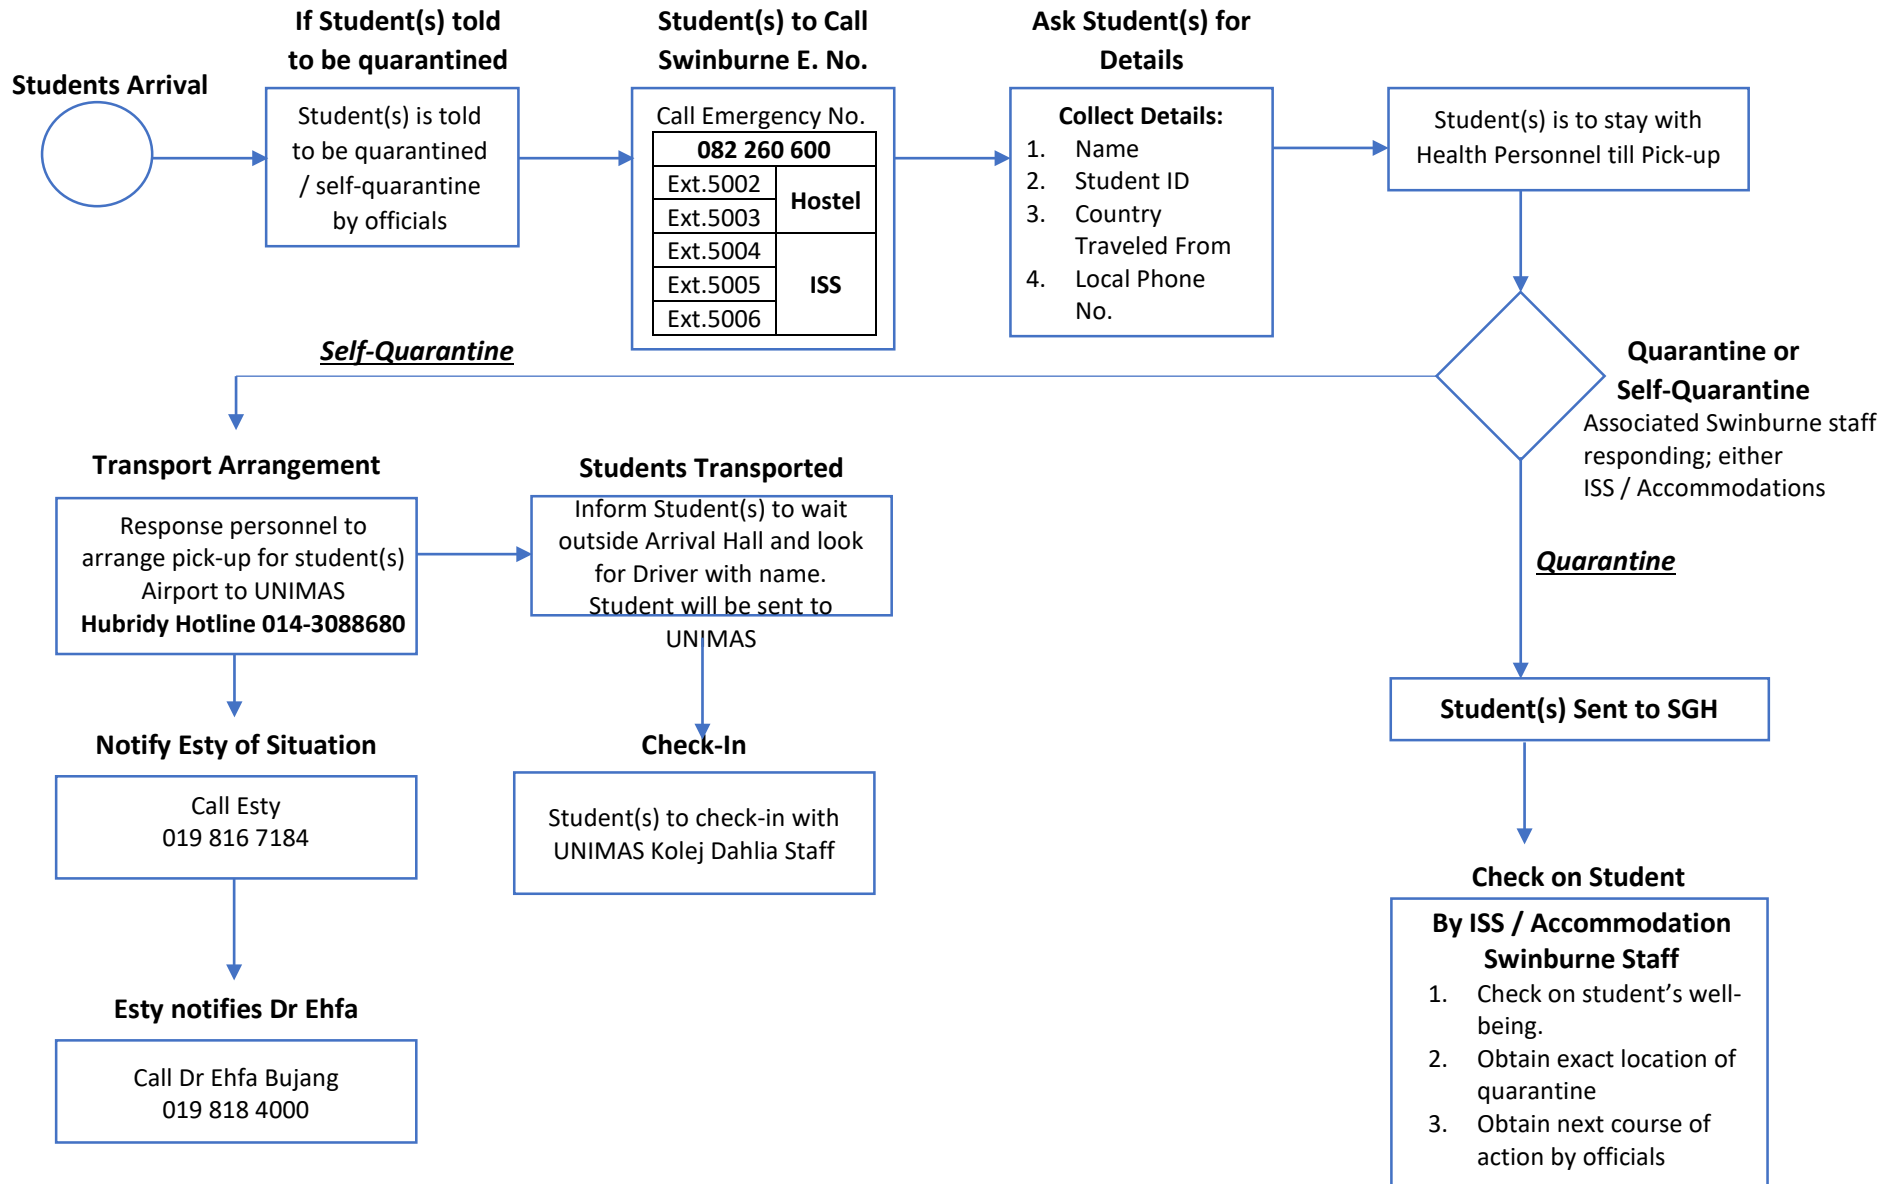 Students Arrival
If Student(s) told
to be quarantined
Student(s) is told
to be quarantined
/ self-quarantine
by officials
Student(s) to Call
Swinburne E. No.
Call Emergency No.
082 260 600
Ext.5002
Ext.5003
Hostel
Ext.5004
Ext.5005
Ext.5006
ISS
Ask Student(s) for
Details
Collect Details:
1. Name
2. Student ID
3. Country
Traveled From
4. Local Phone
No.
Student(s) is to stay with
Health Personnel till Pick-up
Quarantine or
Self-Quarantine
Associated Swinburne staff
responding; either
ISS / Accommodations
Self-Quarantine
Transport Arrangement
Response personnel to
arrange pick-up for student(s)
Airport to UNIMAS
Hubridy Hotline 014-3088680
Students Transported
Inform Student(s) to wait
outside Arrival Hall and look
for Driver with name.
Student will be sent to
UNIMAS
Notify Esty of Situation
Call Esty
019 816 7184
Check-In
Student(s) to check-in with
UNIMAS Kolej Dahlia Staff
Esty notifies Dr Ehfa
Call Dr Ehfa Bujang
019 818 4000
Quarantine
Student(s) Sent to SGH
Check on Student
By ISS / Accommodation
Swinburne Staff
1. Check on student’s well-
being.
2. Obtain exact location of
quarantine
3. Obtain next course of
action by officials